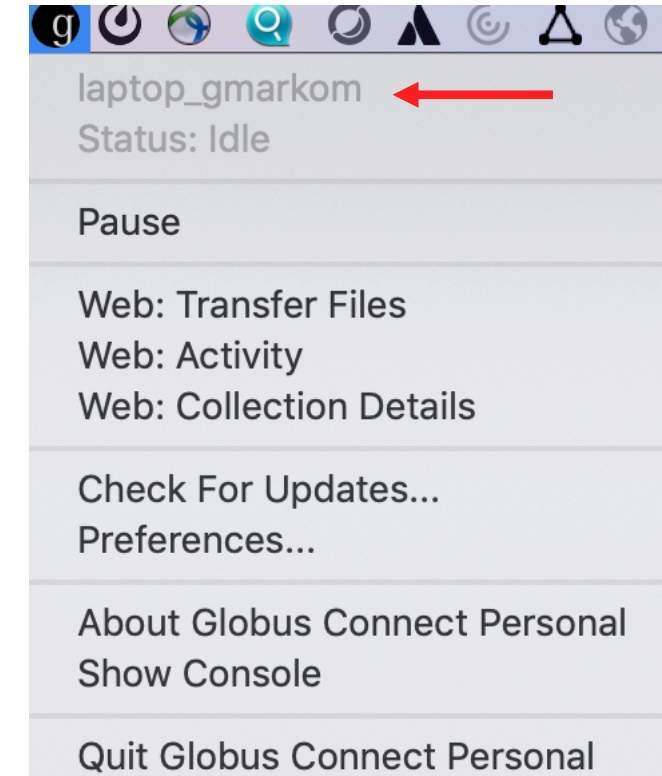 g
laptop_gmarkom
Status: Idle
Pause
Web: Transfer Files
Web: Activity
Web: Collection Details
Check For Updates...
Preferences...
About Globus Connect Personal
Show Console
Quit Globus Connect Personal